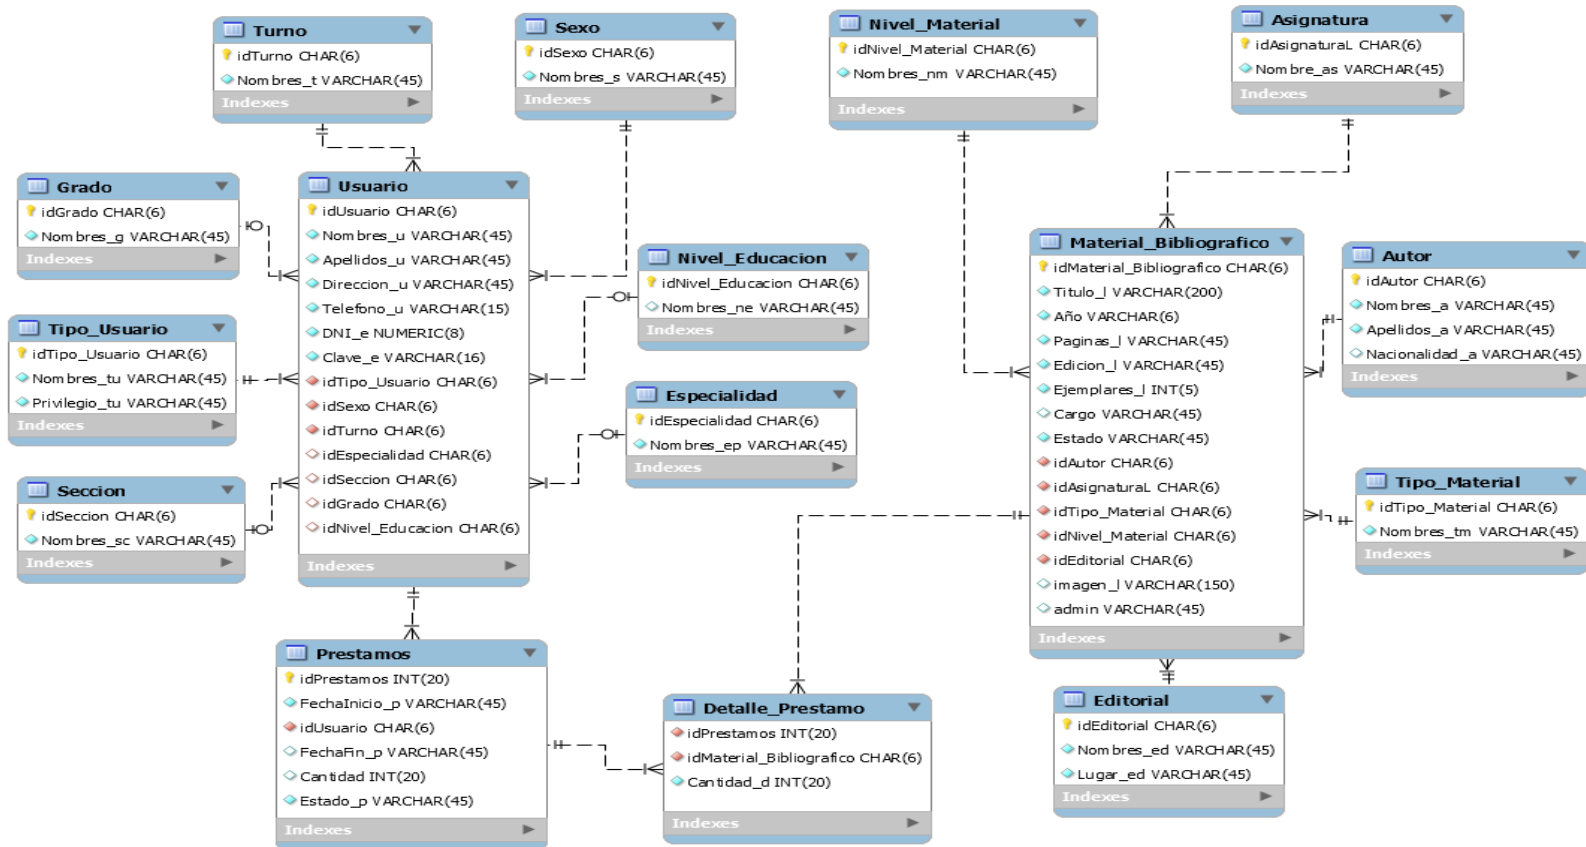 Turno
idTurno CHAR(6)
Nombres_t VARCHAR(45)
Indexes
Sexo
idSexo CHAR(6)
Nombres_s VARCHAR(45)
Indexes
Nivel_Material
idNivel_Material CHAR(6)
Nombres_nm VARCHAR(45)
Indexes
Asignatura
idAsignaturaL CHAR(6)
Nombre_as VARCHAR(45)
Indexes
Grado
idGrado CHAR(6)
Nombres_g VARCHAR(45)
Indexes
Usuario
idUsuario CHAR(6)
Nombres_u VARCHAR(45)
Apellidos_u VARCHAR(45)
Direccion_u VARCHAR(45)
Telefono_u VARCHAR(15)
DNI_e NUMERIC(8)
Clave_e VARCHAR(16)
idTipo_Usuario CHAR(6)
idSexo CHAR(6)
idTurno CHAR(6)
idEspecialidad CHAR(6)
idSeccion CHAR(6)
idGrado CHAR(6)
idNivel_Educacion CHAR(6)
Indexes
Nivel_Educacion
idNivel_Educacion CHAR(6)
Nombres_ne VARCHAR(45)
Indexes
Material_Bibliografico
idMaterial_Bibliografico CHAR(6)
Titulo_l VARCHAR(200)
Año VARCHAR(6)
Paginas_l VARCHAR(45)
Edicion_l VARCHAR(45)
Ejemplares_l INT(5)
Cargo VARCHAR(45)
Estado VARCHAR(45)
idAutor CHAR(6)
idAsignaturaL CHAR(6)
idTipo_Material CHAR(6)
idNivel_Material CHAR(6)
idEditorial CHAR(6)
imagen_l VARCHAR(150)
admin VARCHAR(45)
Indexes
Autor
idAutor CHAR(6)
Nombres_a VARCHAR(45)
Apellidos_a VARCHAR(45)
Nacionalidad_a VARCHAR(45)
Indexes
Tipo_Usuario
idTipo_Usuario CHAR(6)
Nombres_tu VARCHAR(45)
Privilegio_tu VARCHAR(45)
Indexes
Especialidad
idEspecialidad CHAR(6)
Nombres_ep VARCHAR(45)
Indexes
Seccion
idSeccion CHAR(6)
Nombres_sc VARCHAR(45)
Indexes
Tipo_Material
idTipo_Material CHAR(6)
Nombres_tm VARCHAR(45)
Indexes
Prestamos
idPrestamos INT(20)
FechaInicio_p VARCHAR(45)
idUsuario CHAR(6)
FechaFin_p VARCHAR(45)
Cantidad INT(20)
Estado_p VARCHAR(45)
Indexes
Detalle_Prestamo
idPrestamos INT(20)
idMaterial_Bibliografico CHAR(6)
Cantidad_d INT(20)
Indexes
Editorial
idEditorial CHAR(6)
Nombres_ed VARCHAR(45)
Lugar_ed VARCHAR(45)
Indexes